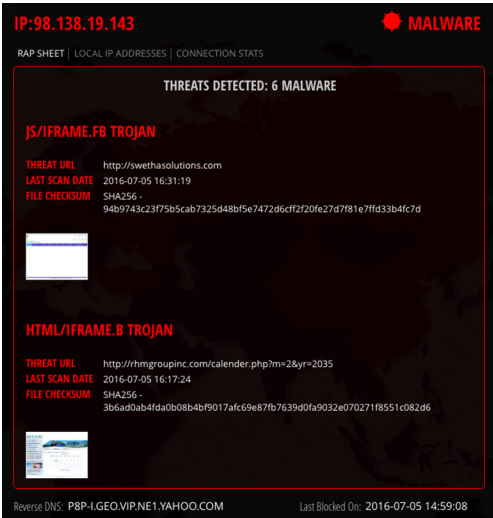 IP:98.138.19.143 MALWARE
RAP SHEET | LOCAL IP ADDRESSES | CONNECTION STATS
THREATS DETECTED: 6 MALWARE
JS/IFRAME.FB TROJAN
THREAT URL http://swethasolutions.com
LAST SCAN DATE 2016-07-05 16:31:19
FILE CHECKSUM SHA256 -
94b9743c23f75b5cab7325d48bf5e7472d6cff2f20fe27d7f81e7ffd33b4fc7d
HTML/IFRAME.B TROJAN
THREAT URL http://rhmgroupinc.com/calender.php?m=2&yr=2035
LAST SCAN DATE 2016-07-05 16:17:24
FILE CHECKSUM SHA256 -
3b6ad0ab4fda0b08b4bf9017afc69e87fb7639d0fa9032e070271f8551c082d6
Reverse DNS: P8P-I.GEO.VIP.NE1.YAHOO.COM Last Blocked On: 2016-07-05 14:59:08